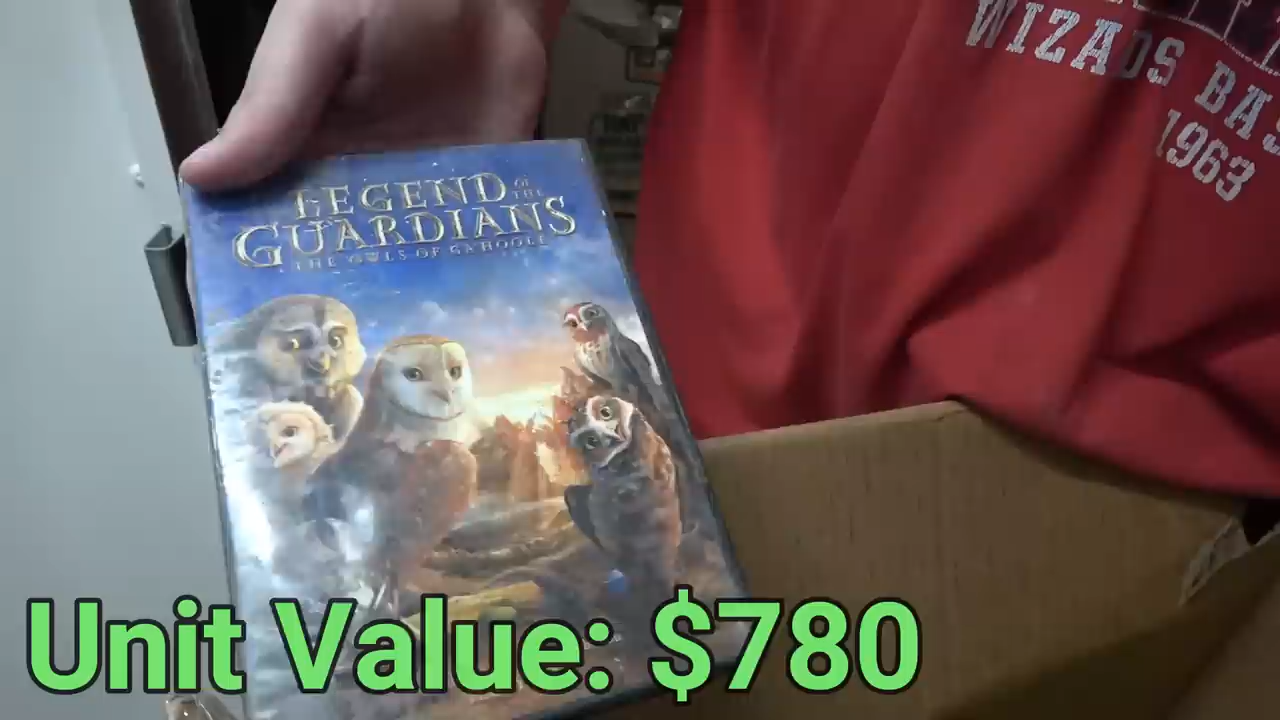 LEGEND OF THE
GUARDIANS
THE OWLS OF GA'HOOLE
WIZADS BAS
1963
Unit Value: $780